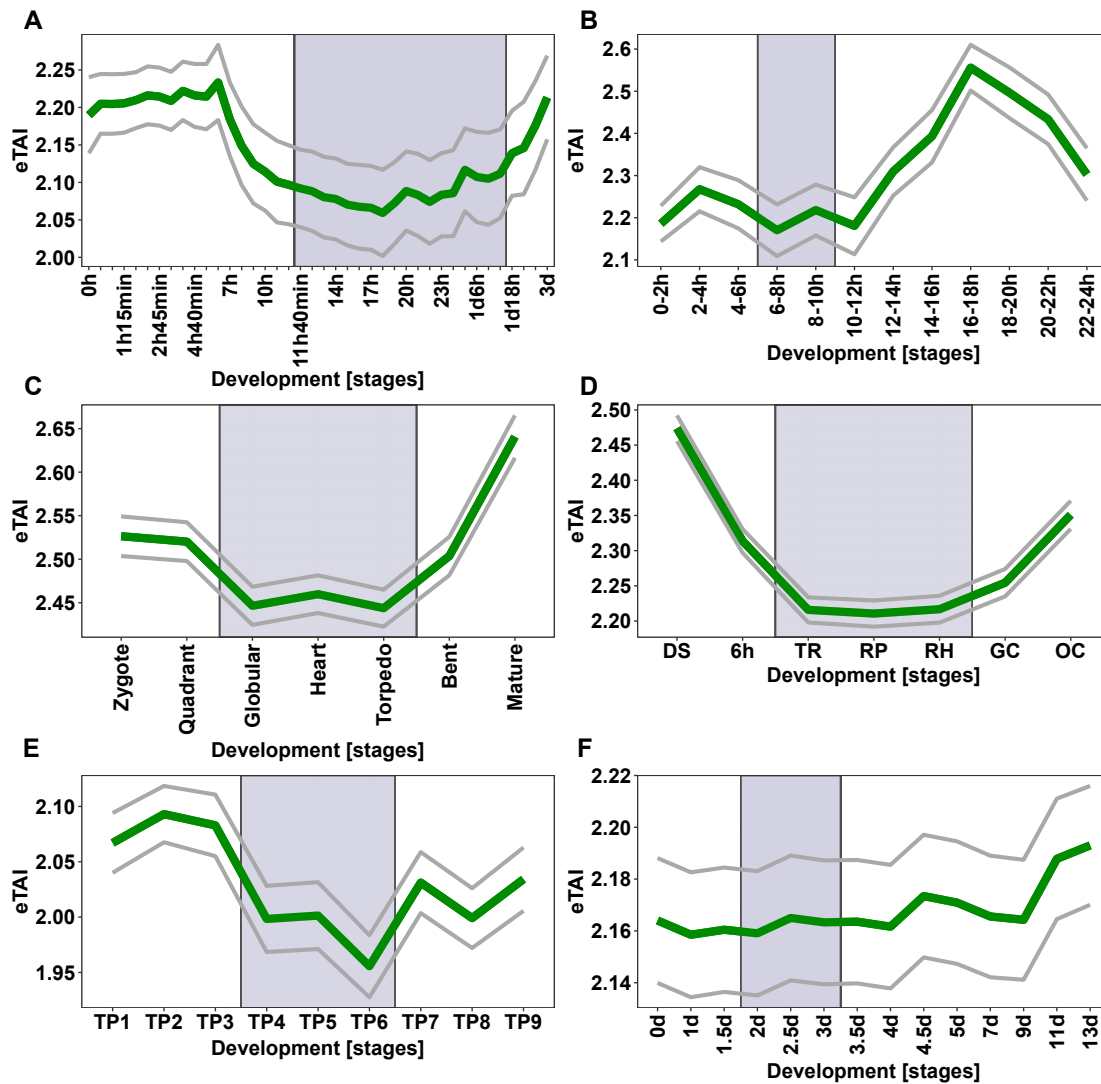 A
eTAI
2.25
2.20
2.15
2.10
2.05
2.00
0h
1h15min
2h45min
4h40min
7h
10h
11h40min
14h
17h
20h
23h
1d6h
1d18h
3d
Development [stages]
B
eTAI
2.6
2.5
2.4
2.3
2.2
2.1
0-2h
2-4h
4-6h
6-8h
8-10h
10-12h
12-14h
14-16h
16-18h
18-20h
20-22h
22-24h
Development [stages]
C
eTAI
2.65
2.60
2.55
2.50
2.45
Zygote
Quadrant
Globular
Heart
Torpedo
Bent
Mature
Development [stages]
D
eTAI
2.50
2.45
2.40
2.35
2.30
2.25
2.20
DS 6h TR RP RH GC OC
Development [stages]
E
eTAI
2.10
2.05
2.00
1.95
TP1 TP2 TP3 TP4 TP5 TP6 TP7 TP8 TP9
Development [stages]
F
eTAI
2.22
2.20
2.18
2.16
2.14
0d
1d
1.5d
2d
2.5d
3d
3.5d
4d
4.5d
5d
7d
9d
11d
13d
Development [stages]